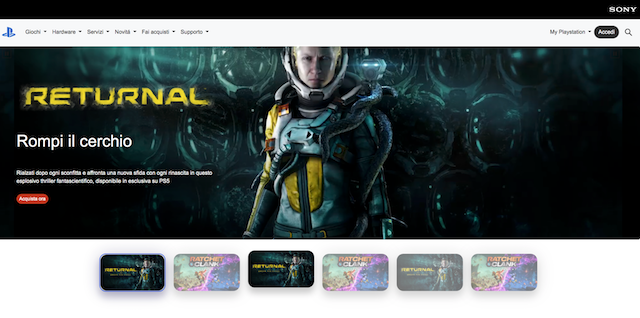 SONY
Giochi Hardware Servizi Novità Fai acquisti Supporto My Playstation Accedi
RETURNAL
Rompi il cerchio
Rialzati dopo ogni sconfitta e affronta una nuova sfida con ogni rinascita in questo
esplosivo thriller fantascientifico, disponibile in esclusiva su PS5
Acquista ora
RETURNAL RATCHET CLANK RETURNAL RATCHET CLANK RETURNAL RATCHET CLANK